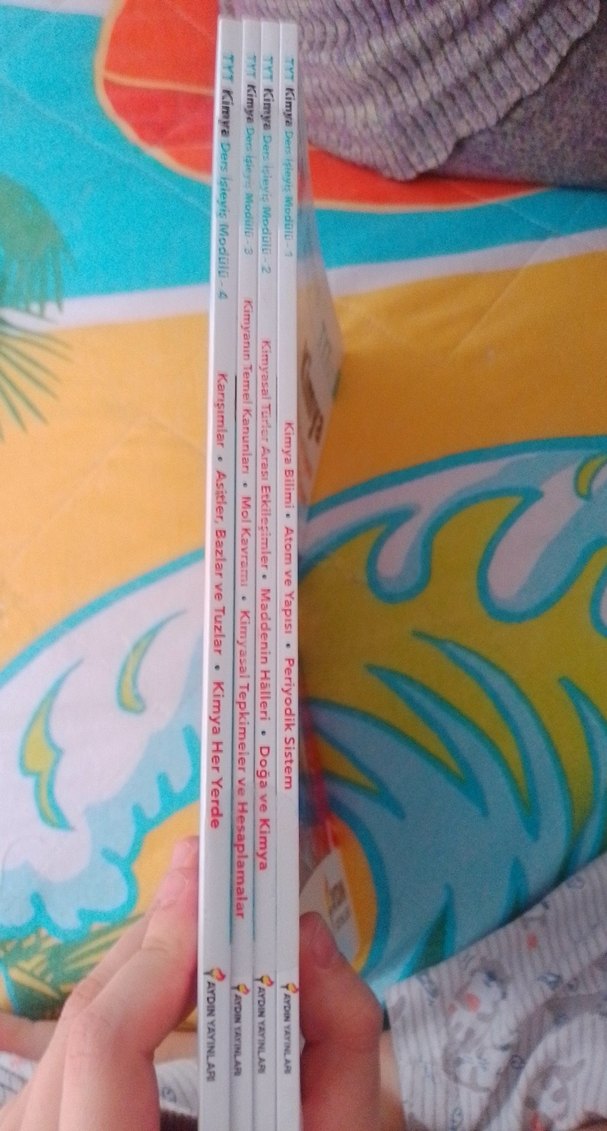 TYT Kimya Ders İşleyiş Modülü - 1 Kimya Bilimi • Atom ve Yapısı • Periyodik Sistem AYDIN YAYINLARI
TYT Kimya Ders İşleyiş Modülü - 2 Kimyasal Türler Arası Etkileşimler • Maddenin Hâlleri • Doğa ve Kimya AYDIN YAYINLARI
TYT Kimya Ders İşleyiş Modülü - 3 Kimyanın Temel Kanunları • Mol Kavramı • Kimyasal Tepkimeler ve Hesaplamalar AYDIN YAYINLARI
TYT Kimya Ders İşleyiş Modülü - 4 Karışımlar • Asitler, Bazlar ve Tuzlar • Kimya Her Yerde AYDIN YAYINLARI